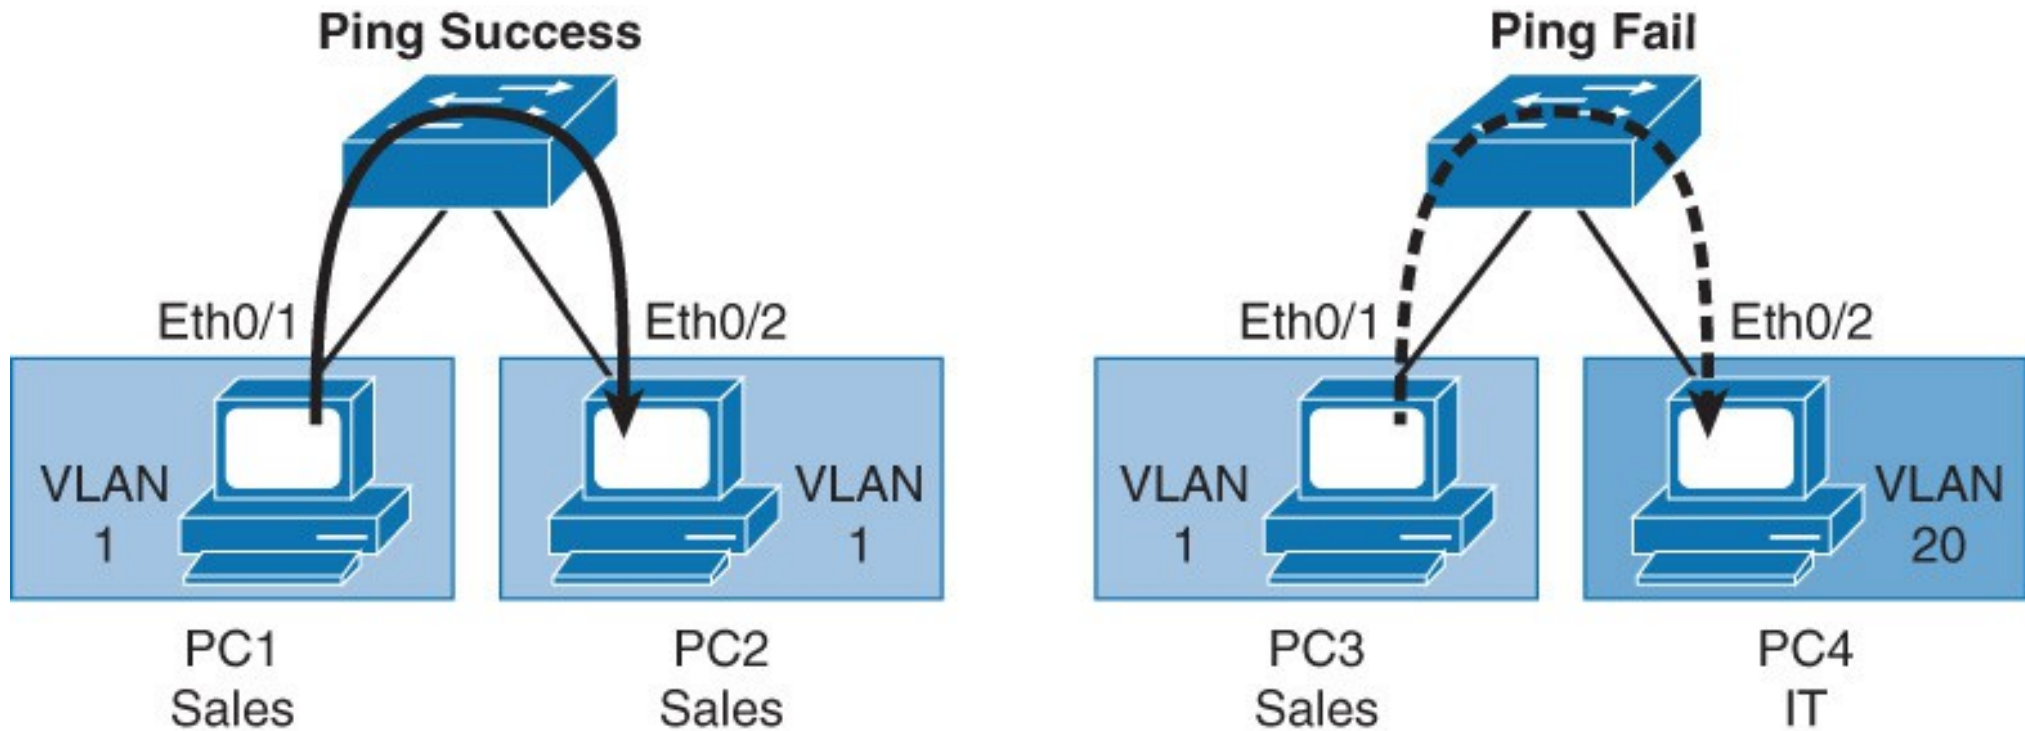 Ping Success
Eth0/1
Eth0/2
VLAN
1
VLAN
1
PC1
Sales
PC2
Sales
Ping Fail
Eth0/1
Eth0/2
VLAN
1
VLAN
20
PC3
Sales
PC4
IT